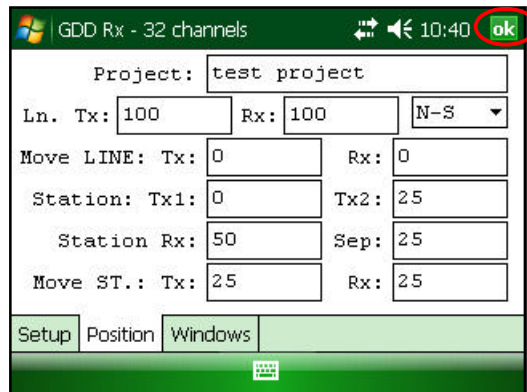 GDD Rx - 32 channels 10:40 ok
Project: test project
Ln. Tx: 100 Rx: 100 N-S
Move LINE: Tx: 0 Rx: 0
Station: Tx1: 0 Tx2: 25
Station Rx: 50 Sep: 25
Move ST.: Tx: 25 Rx: 25
Setup Position Windows